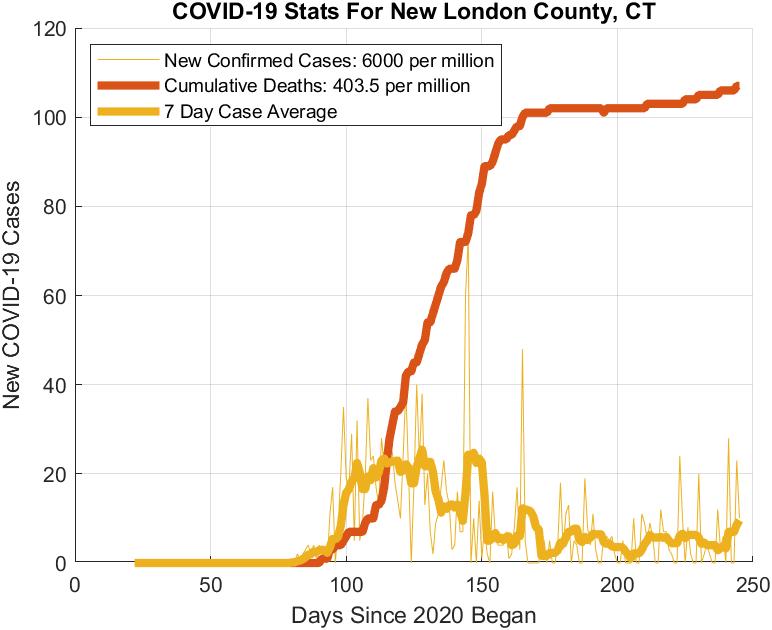 COVID-19 Stats For New London County, CT
120
New Confirmed Cases: 6000 per million
Cumulative Deaths: 403.5 per million
7 Day Case Average
100
80
60
40
20
0
New COVID-19 Cases
0 50 100 150 200 250
Days Since 2020 Began